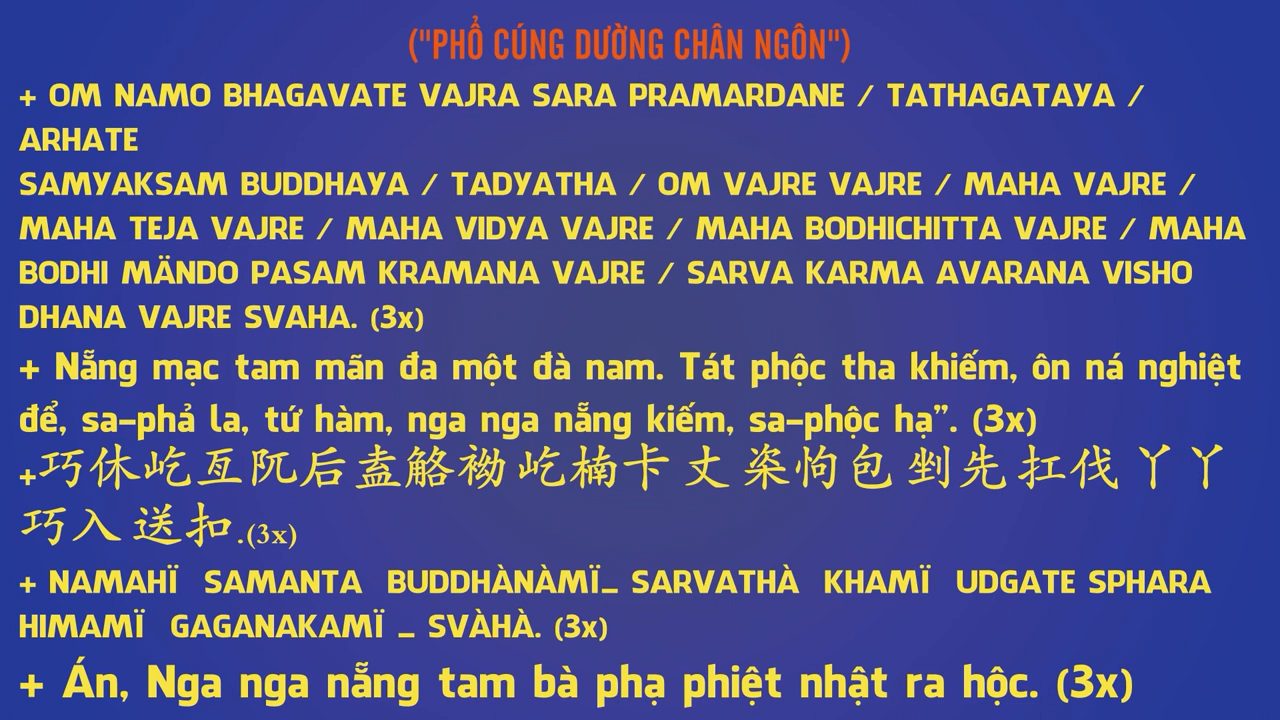 ("PHỔ CÚNG DƯỜNG CHÂN NGÔN")
+ OM NAMO BHAGAVATE VAJRA SARA PRAMARDANE / TATHAGATAYA /
ARHATE
SAMYAKSAM BUDDHAYA / TADYATHA / OM VAJRE VAJRE / MAHA VAJRE /
MAHA TEJA VAJRE / MAHA VIDYA VAJRE / MAHA BODHICHITTA VAJRE / MAHA
BODHI MÄNDO PASAM KRAMANA VAJRE / SARVA KARMA AVARANA VISHO
DHANA VAJRE SVAHA. (3x)
+ Nẵng mạc tam mãn đa một đà nam. Tát phộc tha khiếm, ôn ná nghiệt
để, sa-phả la, tứ hàm, nga nga nẵng kiếm, sa-phộc hạ”. (3x)
+巧休屹亙阢后盍觡袎屹楠卡丈栥怐包剉先扛伐丫丫
巧入送扣.(3x)
+ NAMAHÏ SAMANTA BUDDHÀNÀMÏ_ SARVATHÀ KHAMÏ UDGATE SPHARA
HIMAMÏ GAGANAKAMÏ _ SVÀHÀ. (3x)
+ Án, Nga nga nẵng tam bà phạ phiệt nhật ra hộc. (3x)